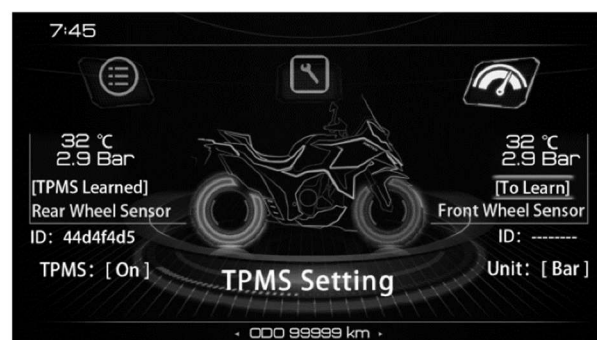 7:45
32 ℃
2.9 Bar
[TPMS Learned]
Rear Wheel Sensor
ID: 44d4f4d5
TPMS: [On]
32 ℃
2.9 Bar
[To Learn]
Front Wheel Sensor
ID: --------
Unit: [Bar]
TPMS Setting
ODO 99999 km